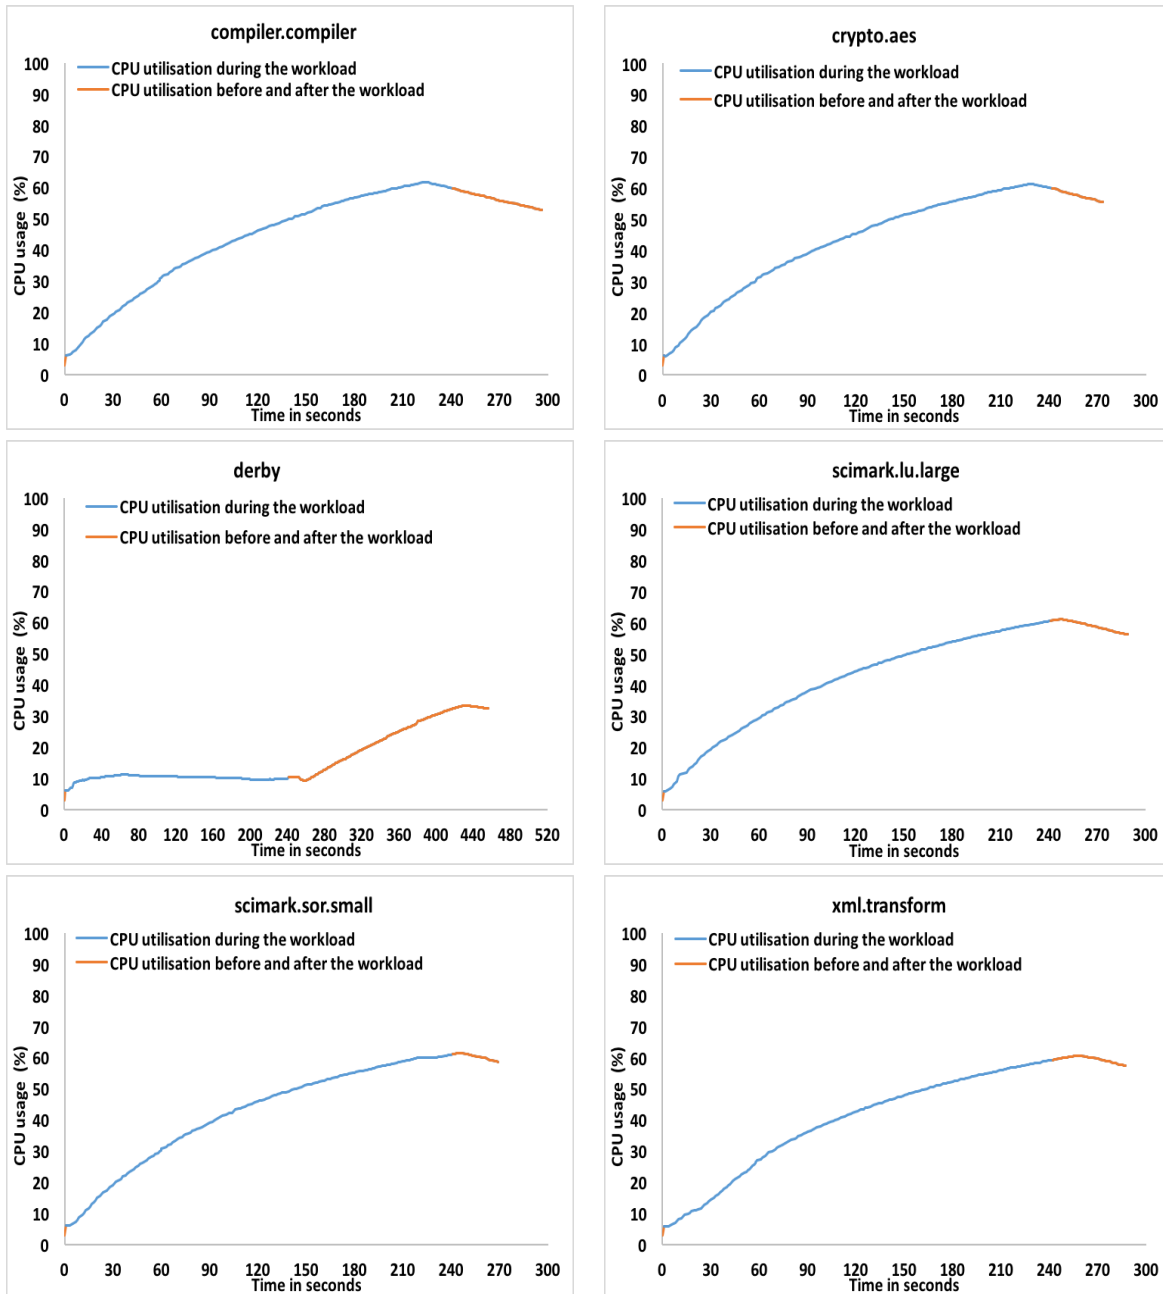 compiler.compiler
CPU utilisation during the workload
CPU utilisation before and after the workload
100
90
80
70
60
50
40
30
20
10
0
CPU usage (%)
0 30 60 90 120 150 180 210 240 270 300
Time in seconds
crypto.aes
CPU utilisation during the workload
CPU utilisation before and after the workload
100
90
80
70
60
50
40
30
20
10
0
CPU usage (%)
0 30 60 90 120 150 180 210 240 270 300
Time in seconds
derby
CPU utilisation during the workload
CPU utilisation before and after the workload
100
90
80
70
60
50
40
30
20
10
0
CPU usage (%)
0 40 80 120 160 200 240 280 320 360 400 440 480 520
Time in seconds
scimark.lu.large
CPU utilisation during the workload
CPU utilisation before and after the workload
100
90
80
70
60
50
40
30
20
10
0
CPU usage (%)
0 30 60 90 120 150 180 210 240 270 300
Time in seconds
scimark.sor.small
CPU utilisation during the workload
CPU utilisation before and after the workload
100
90
80
70
60
50
40
30
20
10
0
CPU usage (%)
0 30 60 90 120 150 180 210 240 270 300
Time in seconds
xml.transform
CPU utilisation during the workload
CPU utilisation before and after the workload
100
90
80
70
60
50
40
30
20
10
0
CPU usage (%)
0 30 60 90 120 150 180 210 240 270 300
Time in seconds